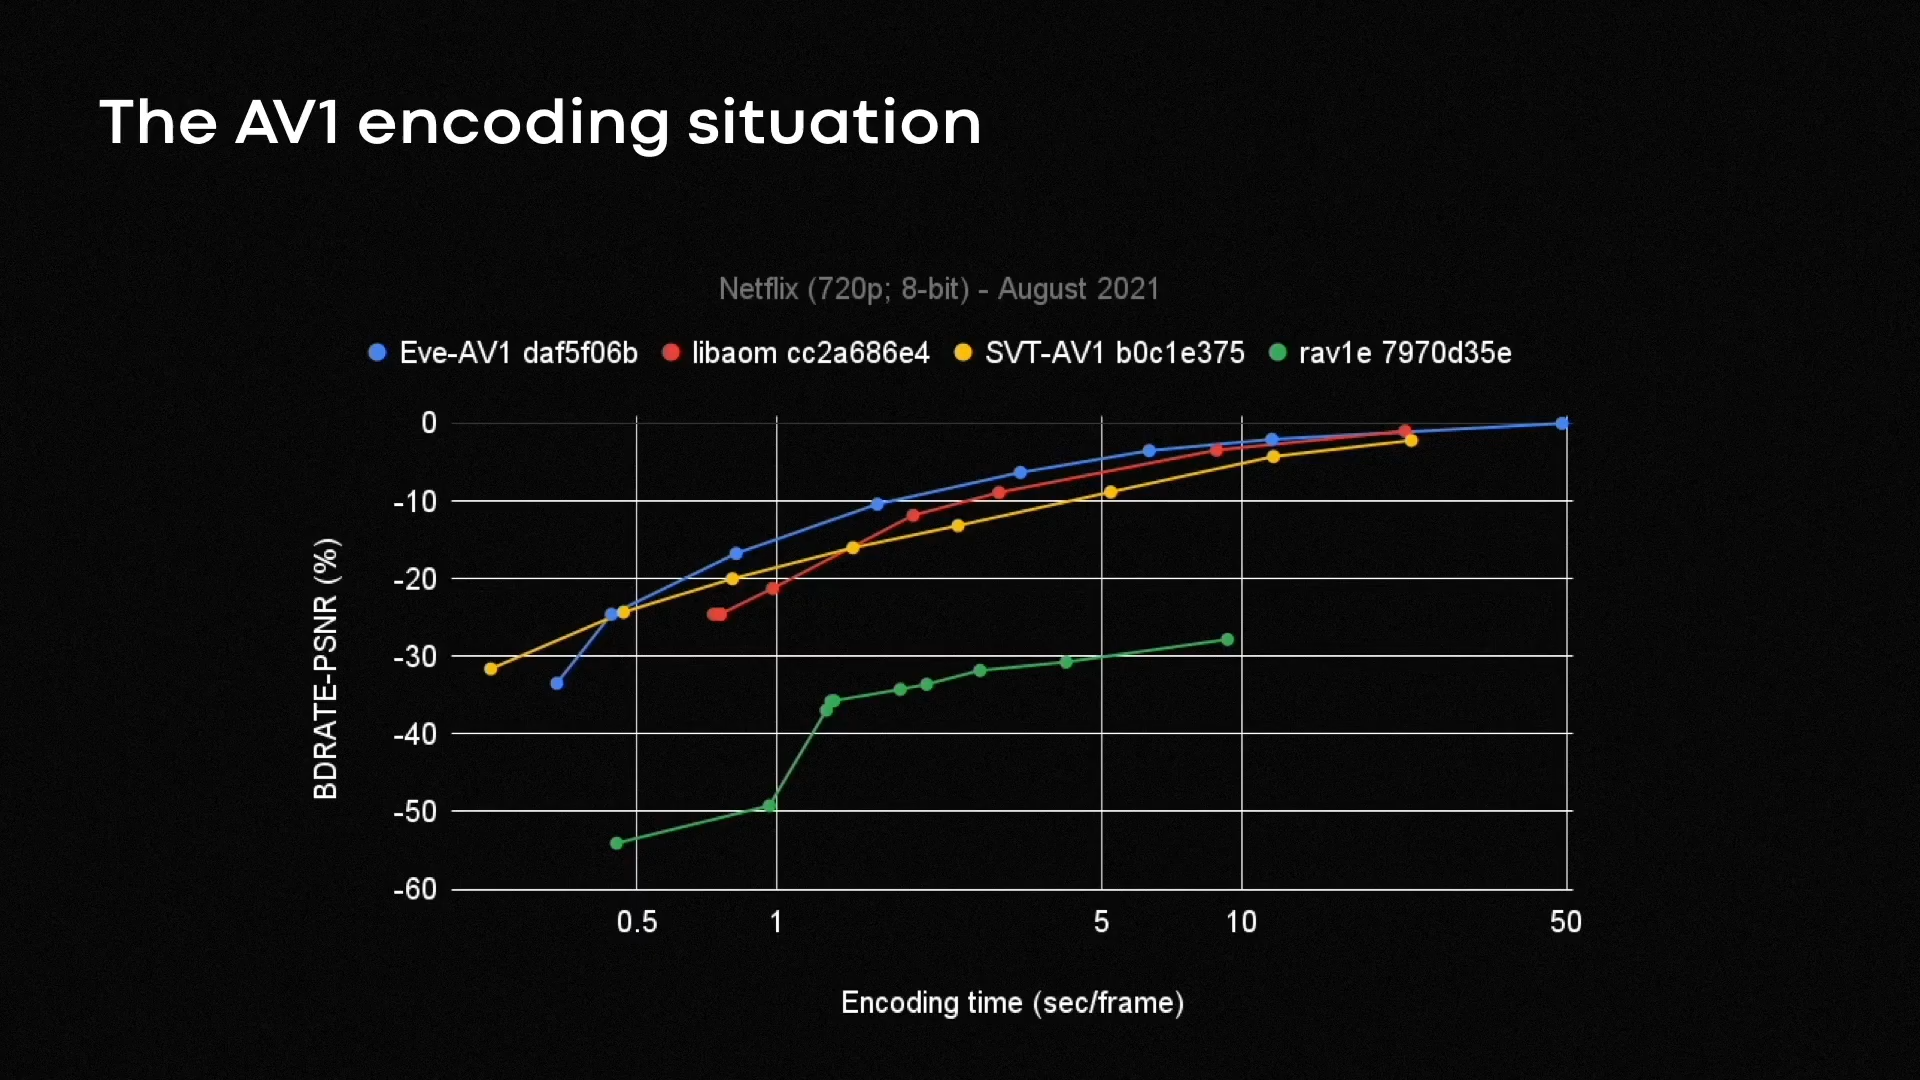 The AV1 encoding situation
Netflix (720p; 8-bit) - August 2021
Eve-AV1 daf5f06b libaom cc2a686e4 SVT-AV1 b0c1e375 rav1e 7970d35e
0
-10
-20
-30
-40
-50
-60
BDRATE-PSNR (%)
0.5 1 5 10 50
Encoding time (sec/frame)